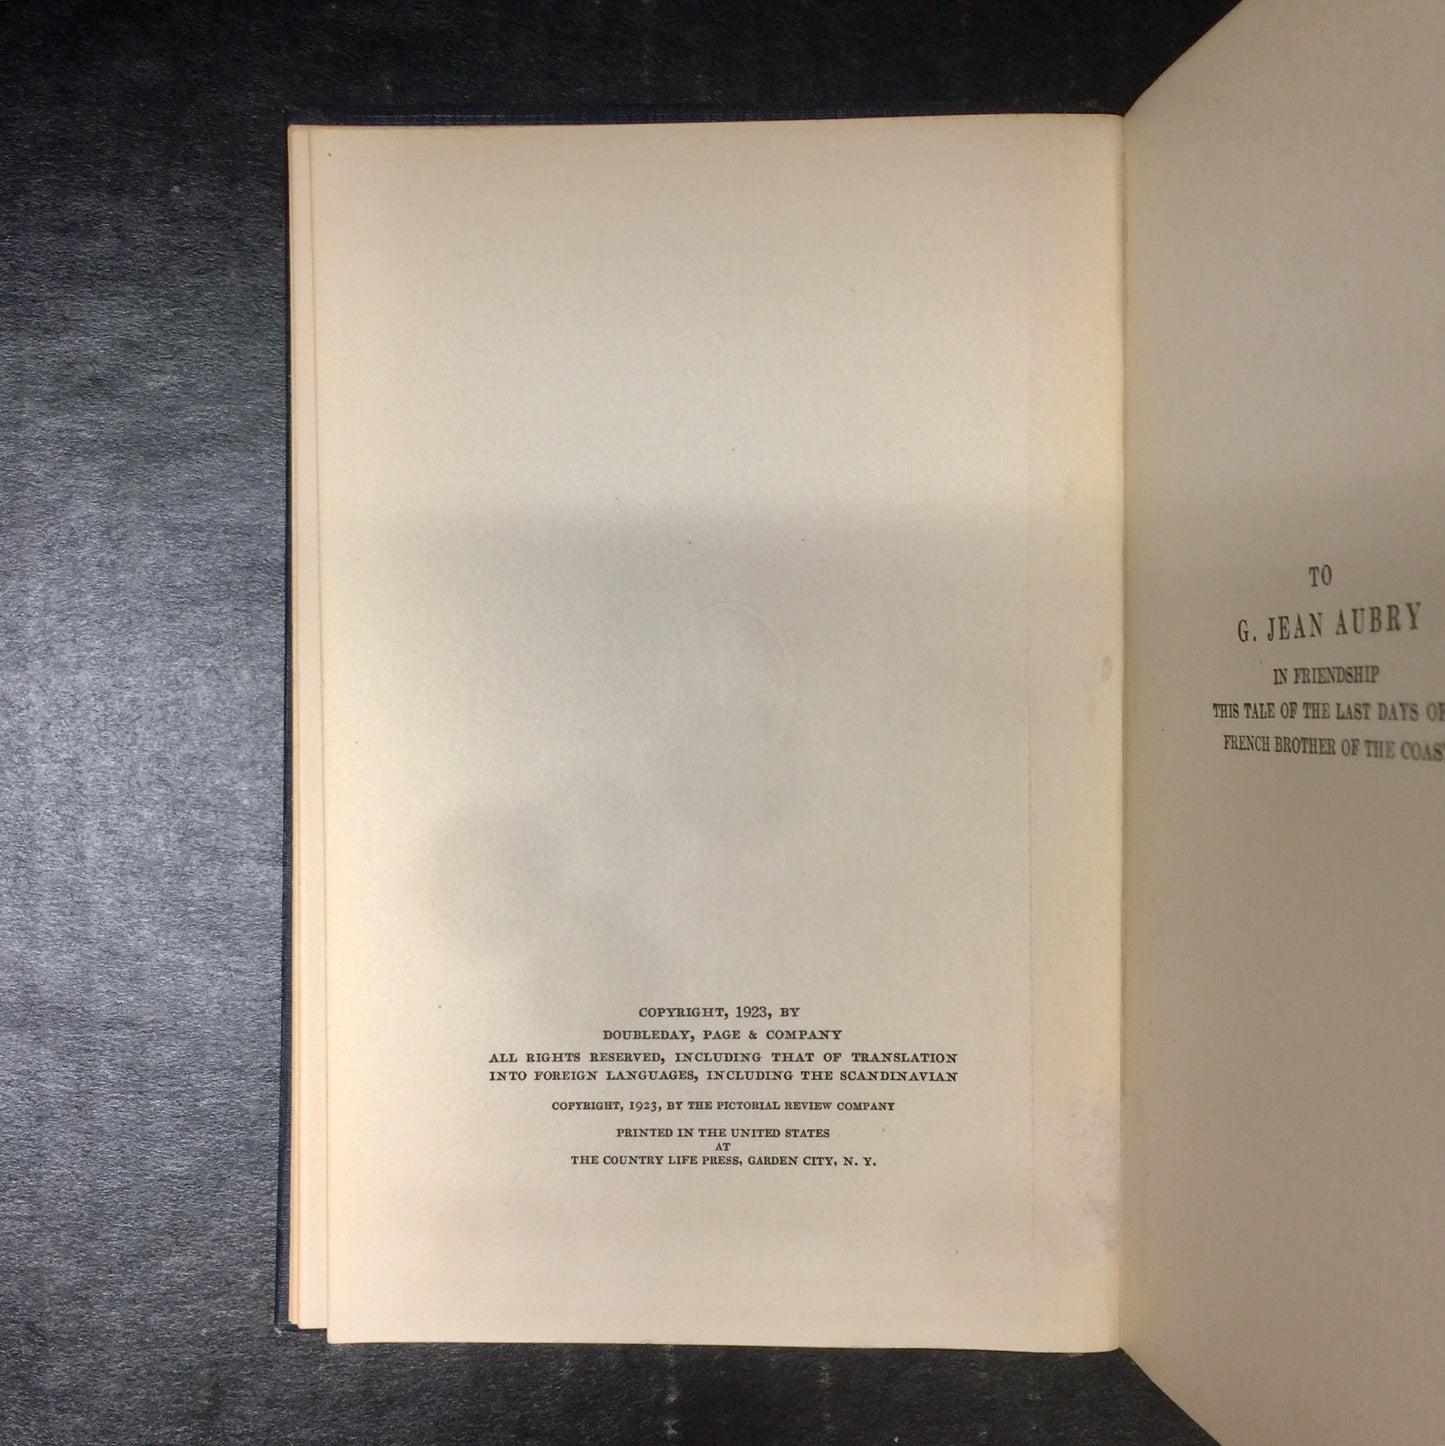 COPYRIGHT, 1923, BY
DOUBLEDAY, PAGE & COMPANY
ALL RIGHTS RESERVED, INCLUDING THAT OF TRANSLATION
INTO FOREIGN LANGUAGES, INCLUDING THE SCANDINAVIAN
COPYRIGHT, 1923, BY THE PICTORIAL REVIEW COMPANY
PRINTED IN THE UNITED STATES
AT
THE COUNTRY LIFE PRESS, GARDEN CITY, N. Y.
TO
G. JEAN AUBRY
IN FRIENDSHIP
THIS TALE OF THE LAST DAYS OF
FRENCH BROTHER OF THE COAST